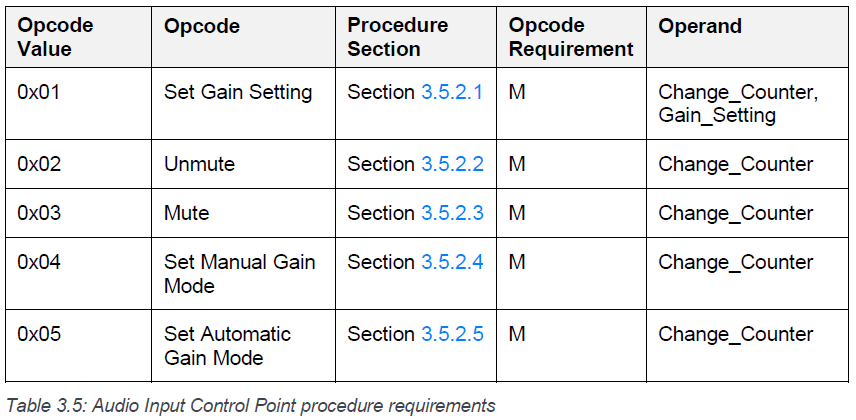 Opcode Value
Opcode
Procedure Section
Opcode Requirement
Operand
0x01
Set Gain Setting
Section 3.5.2.1
M
Change_Counter,
Gain_Setting
0x02
Unmute
Section 3.5.2.2
M
Change_Counter
0x03
Mute
Section 3.5.2.3
M
Change_Counter
0x04
Set Manual Gain
Mode
Section 3.5.2.4
M
Change_Counter
0x05
Set Automatic
Gain Mode
Section 3.5.2.5
M
Change_Counter
Table 3.5: Audio Input Control Point procedure requirements